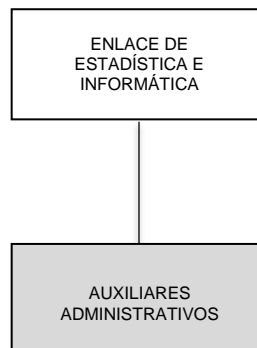 ENLACE DE
ESTADÍSTICA E
INFORMÁTICA
AUXILIARES
ADMINISTRATIVOS